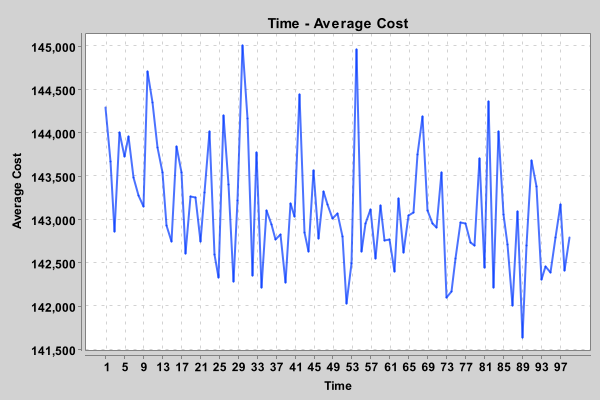 Time - Average Cost
Average Cost
145,000
144,500
144,000
143,500
143,000
142,500
142,000
141,500
1 5 9 13 17 21 25 29 33 37 41 45 49 53 57 61 65 69 73 77 81 85 89 93 97
Time